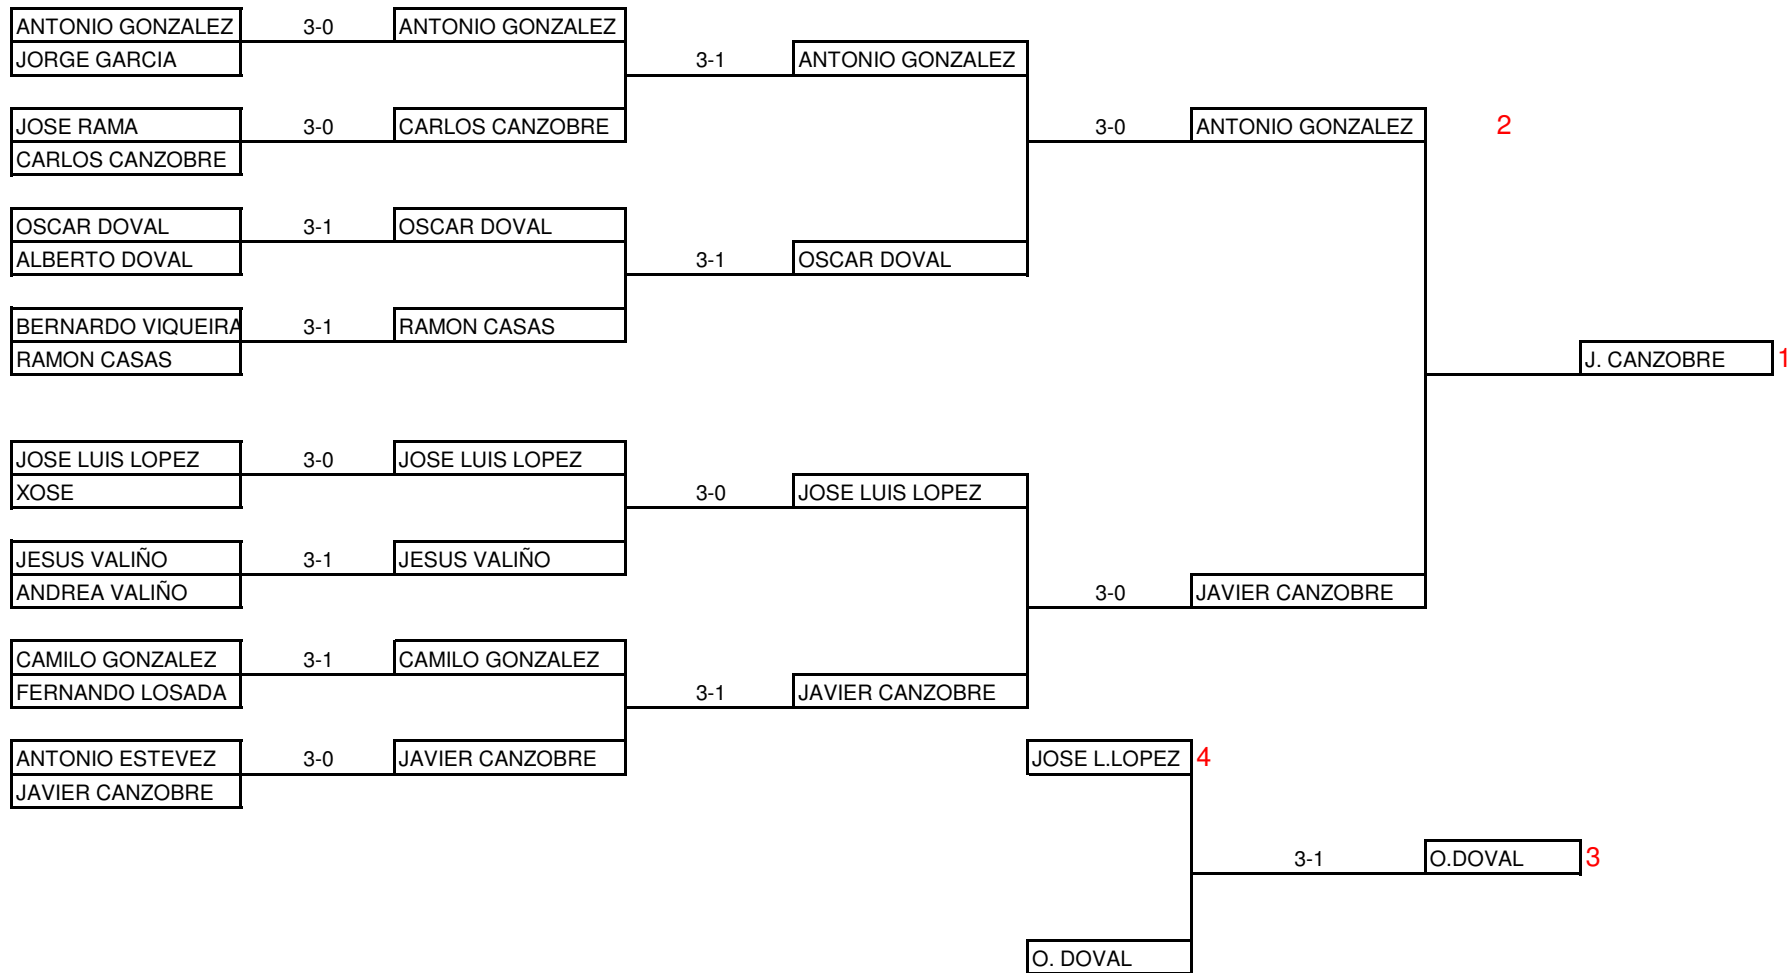 ANTONIO GONZALEZ 3-0 ANTONIO GONZALEZ
JORGE GARCIA 3-1 ANTONIO GONZALEZ
JOSE RAMA 3-0 CARLOS CANZOBRE 3-0 ANTONIO GONZALEZ 2
CARLOS CANZOBRE
OSCAR DOVAL 3-1 OSCAR DOVAL
ALBERTO DOVAL 3-1 OSCAR DOVAL
BERNARDO VIQUEIRA 3-1 RAMON CASAS
RAMON CASAS J. CANZOBRE 1
JOSE LUIS LOPEZ 3-0 JOSE LUIS LOPEZ
XOSE 3-0 JOSE LUIS LOPEZ
JESUS VALIÑO 3-1 JESUS VALIÑO
ANDREA VALIÑO 3-0 JAVIER CANZOBRE
CAMILO GONZALEZ 3-1 CAMILO GONZALEZ
FERNANDO LOSADA 3-1 JAVIER CANZOBRE
ANTONIO ESTEVEZ 3-0 JAVIER CANZOBRE JOSE L.LOPEZ 4
JAVIER CANZOBRE
3-1 O.DOVAL 3
O. DOVAL